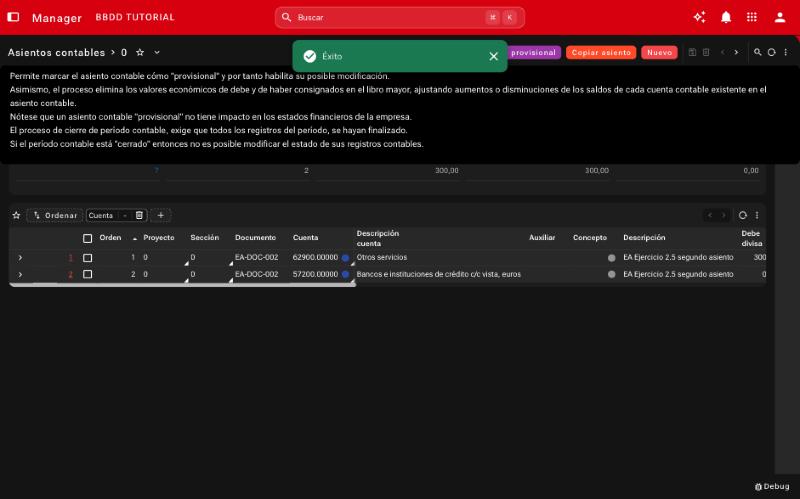 Manager BBDD TUTORIAL Buscar ⌘ K
Asientos contables > 0 Éxito provisional Copiar asiento Nuevo
Permite marcar el asiento contable cómo "provisional" y por tanto habilita su posible modificación.
Asimismo, el proceso elimina los valores económicos de debe y de haber consignados en el libro mayor, ajustando aumentos o disminuciones de los saldos de cada cuenta contable existente en el
asiento contable.
Nótese que un asiento contable "provisional" no tiene impacto en los estados financieros de la empresa.
El proceso de cierre de período contable, exige que todos los registros del período, se hayan finalizado.
Si el período contable está "cerrado" entonces no es posible modificar el estado de sus registros contables.
2 300,00 300,00 0,00
Ordenar Cuenta
Orden Proyecto Sección Documento Cuenta Descripción cuenta Auxiliar Concepto Descripción Debe divisa
1 1 0 0 EA-DOC-002 62900.00000 Otros servicios EA Ejercicio 2.5 segundo asiento 300
2 2 0 0 EA-DOC-002 57200.00000 Bancos e instituciones de crédito c/c vista, euros EA Ejercicio 2.5 segundo asiento 0
Debug